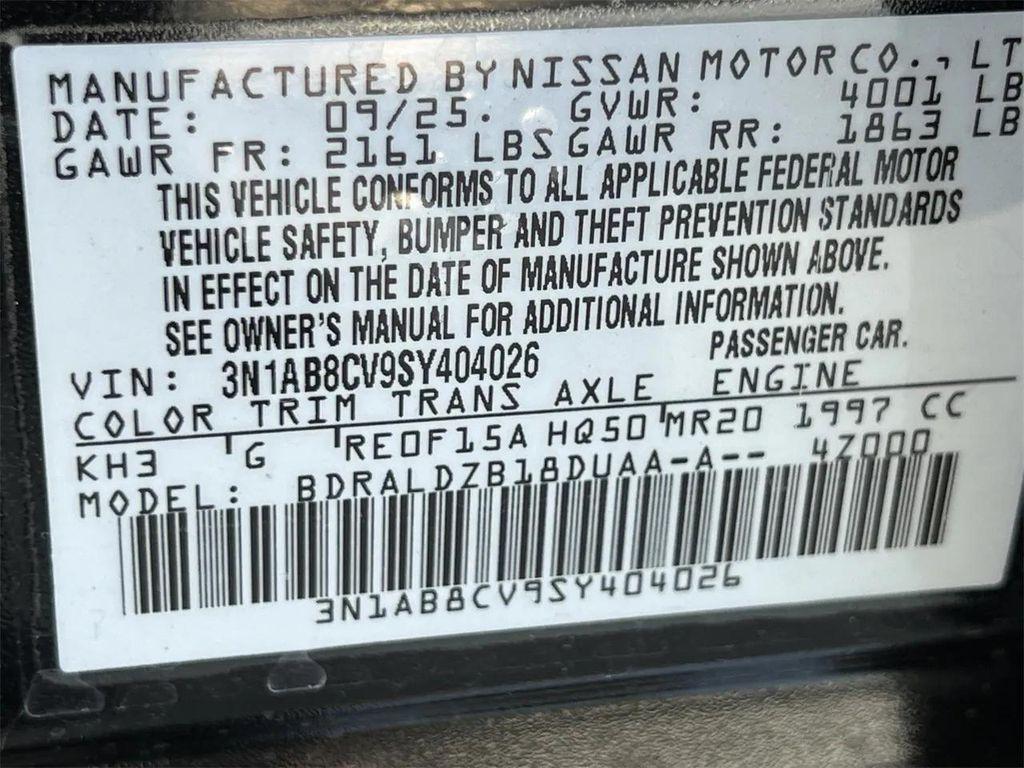 MANUFACTURED BY NISSAN MOTOR CO., LT
DATE: 09/25. GVWR: 4001 LB
GAWR FR: 2161 LBS GAWR RR: 1863 LB
THIS VEHICLE CONFORMS TO ALL APPLICABLE FEDERAL MOTOR
VEHICLE SAFETY, BUMPER AND THEFT PREVENTION STANDARDS
IN EFFECT ON THE DATE OF MANUFACTURE SHOWN ABOVE.
SEE OWNER'S MANUAL FOR ADDITIONAL INFORMATION.
VIN: 3N1AB8CV9SY404026 PASSENGER CAR.
COLOR TRIM TRANS AXLE ENGINE
KH3 G RE0F15A HQ50 MR20 1997 CC
MODEL: BDRALDZB18DUAA-A-- 4Z000
3N1AB8CV9SY404026